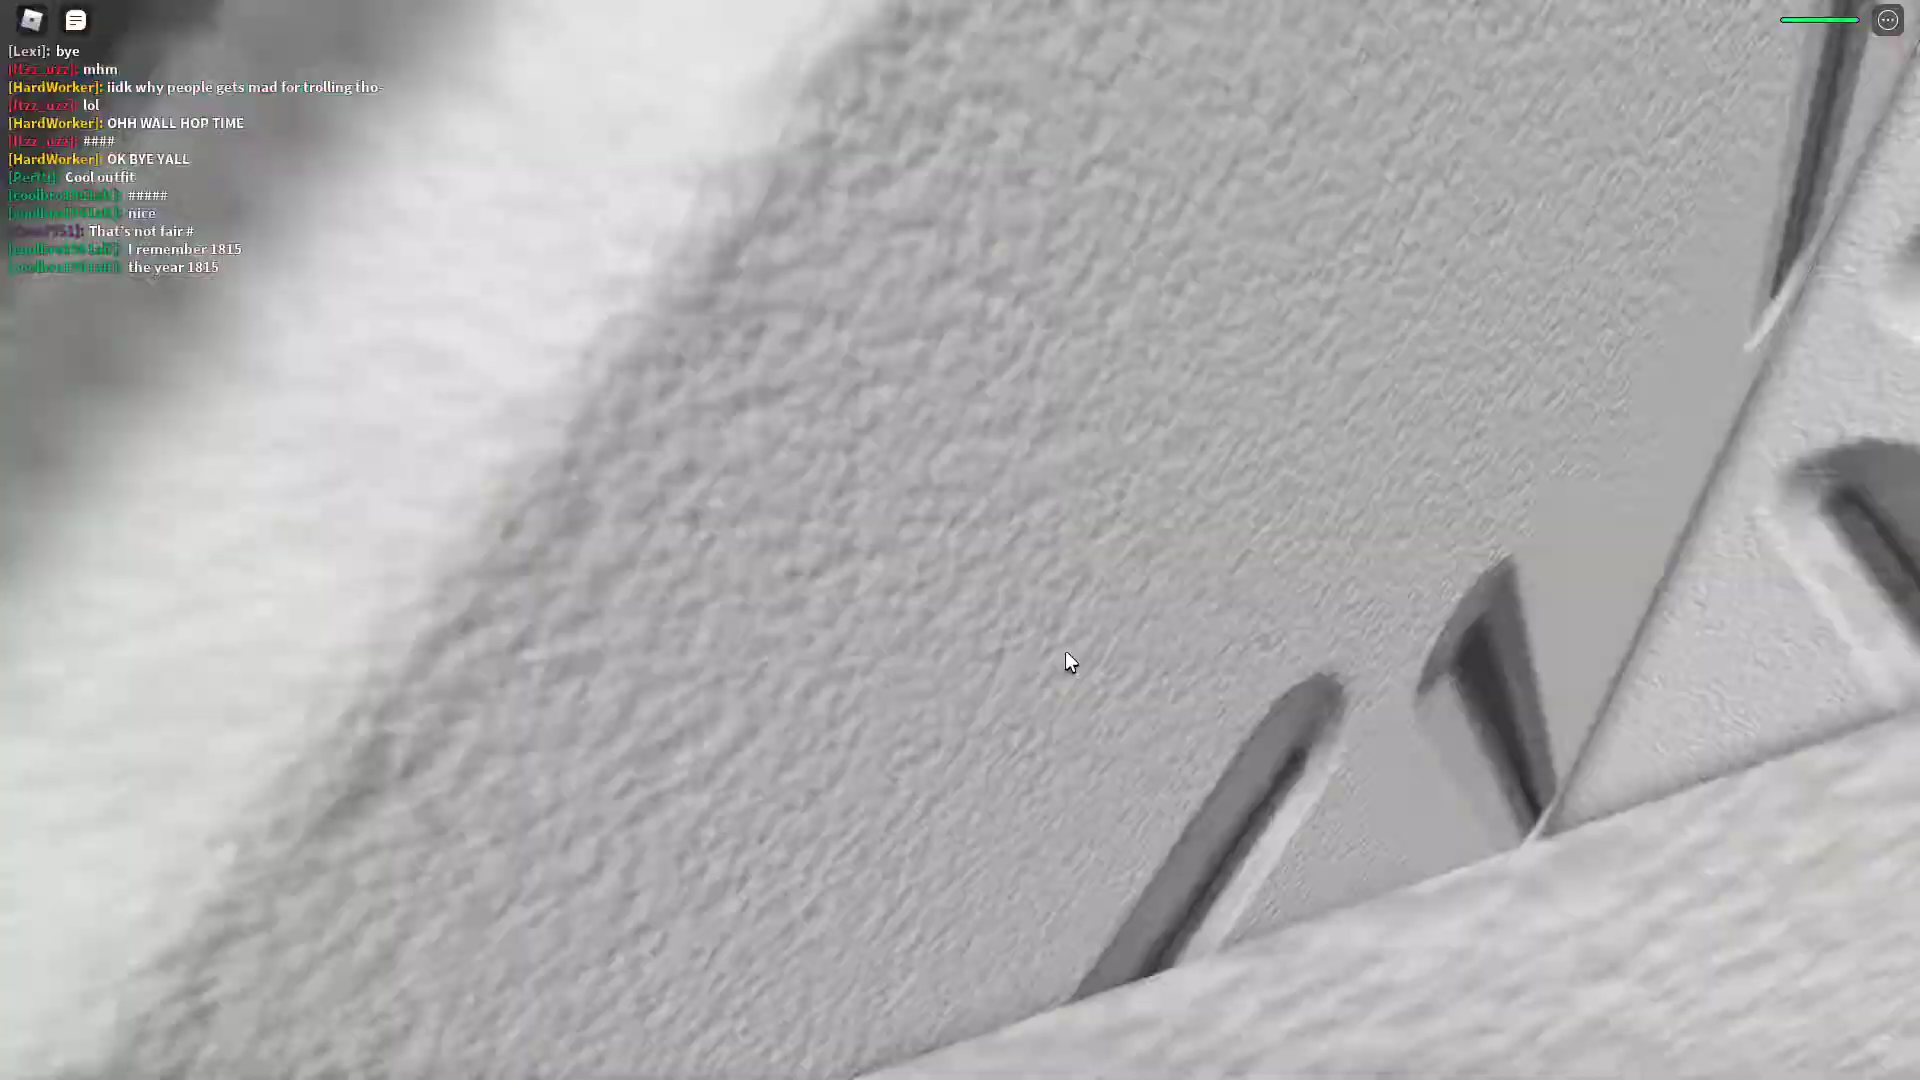 [Lexi]: bye
mhm
[HardWorker]: iidk why people gets mad for trolling tho-
lol
[HardWorker]: OHH WALL HOP TIME
####
[HardWorker]: OK BYE YALL
Cool outfit
#####
nice
That's not fair #
I remember 1815
the year 1815